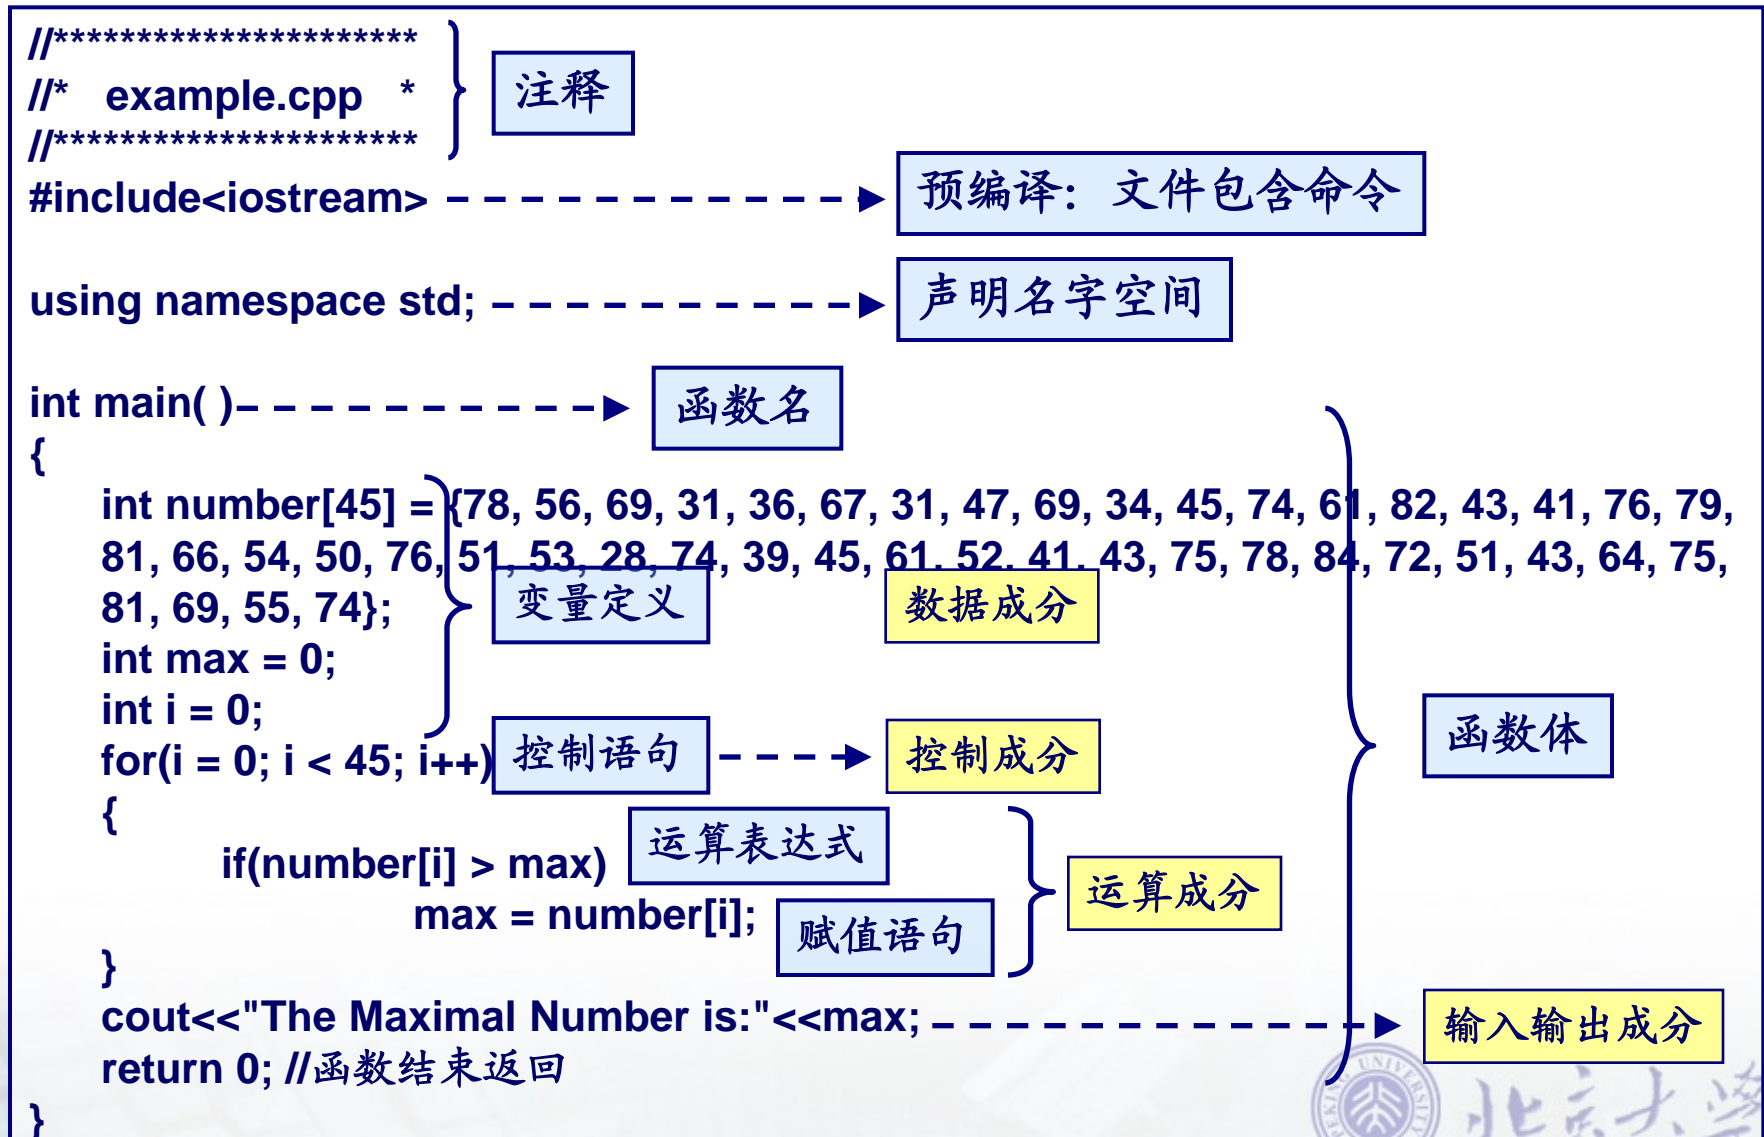 //**********************
//* example.cpp *
//**********************
注释
#include<iostream>
预编译：文件包含命令
using namespace std;
声明名字空间
int main( )
函数名
{
int number[45] = {78, 56, 69, 31, 36, 67, 31, 47, 69, 34, 45, 74, 61, 82, 43, 41, 76, 79,
81, 66, 54, 50, 76, 51, 53, 28, 74, 39, 45, 61, 52, 41, 43, 75, 78, 84, 72, 51, 43, 64, 75,
81, 69, 55, 74};
变量定义
数据成分
int max = 0;
int i = 0;
for(i = 0; i < 45; i++)
控制语句
控制成分
函数体
{
if(number[i] > max)
运算表达式
max = number[i];
赋值语句
运算成分
}
cout<<"The Maximal Number is:"<<max;
输入输出成分
return 0; //函数结束返回
}
北京大学